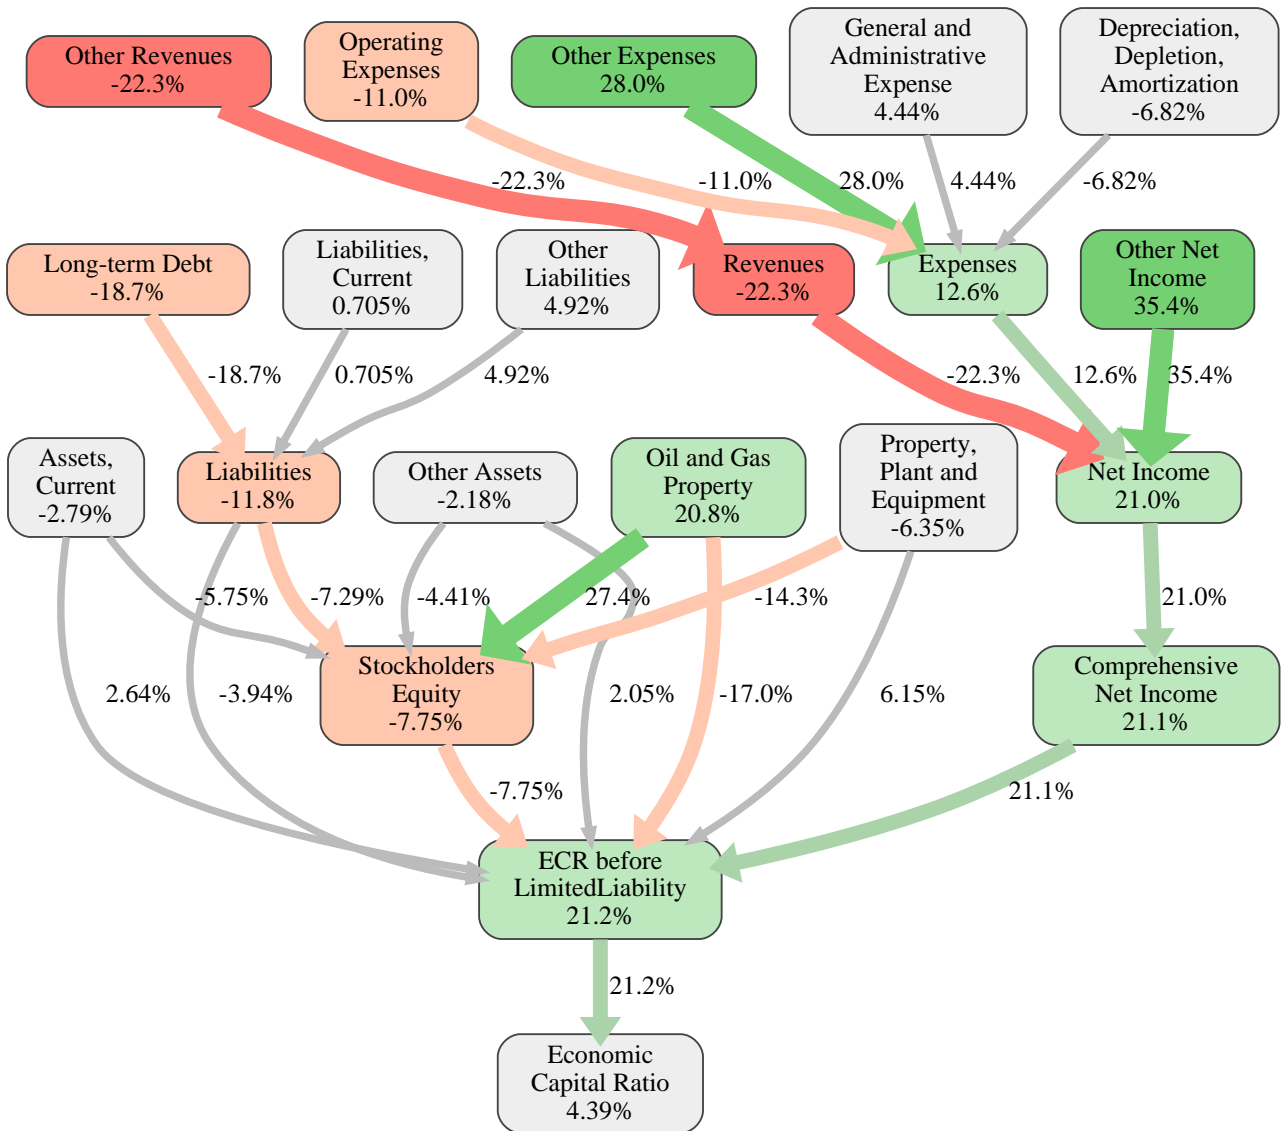 Other Revenues
-22.3%
Operating
Expenses
-11.0%
Other Expenses
28.0%
General and
Administrative
Expense
4.44%
Depreciation,
Depletion,
Amortization
-6.82%
-22.3%
-11.0%
28.0%
4.44%
-6.82%
Long-term Debt
-18.7%
Liabilities,
Current
0.705%
Other
Liabilities
4.92%
Revenues
-22.3%
Expenses
12.6%
Other Net
Income
35.4%
-18.7%
0.705%
4.92%
-22.3%
12.6%
35.4%
Assets,
Current
-2.79%
Liabilities
-11.8%
Other Assets
-2.18%
Oil and Gas
Property
20.8%
Property,
Plant and
Equipment
-6.35%
Net Income
21.0%
-5.75%
-7.29%
-4.41%
27.4%
-14.3%
21.0%
2.64%
-3.94%
Stockholders
Equity
-7.75%
2.05%
-17.0%
6.15%
Comprehensive
Net Income
21.1%
-7.75%
21.1%
ECR before
LimitedLiability
21.2%
21.2%
Economic
Capital Ratio
4.39%